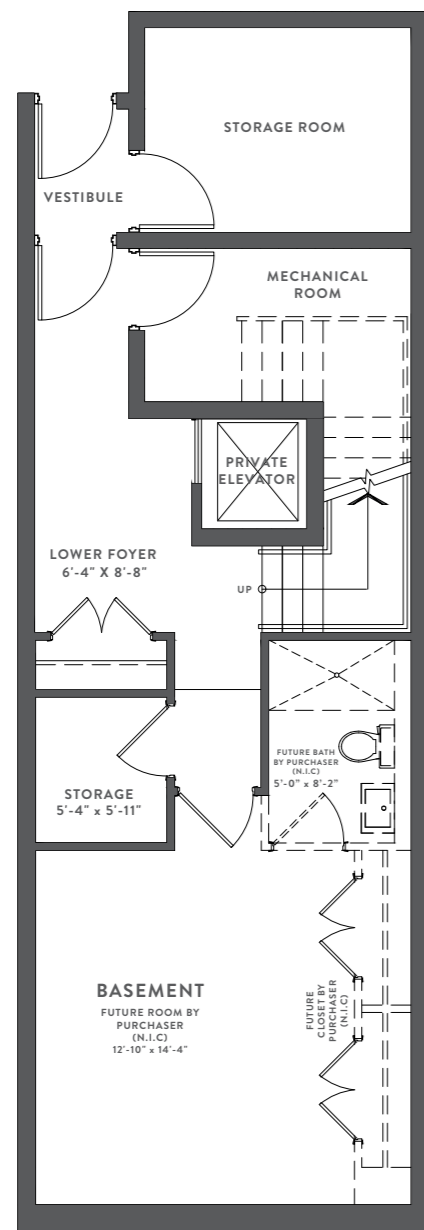 STORAGE ROOM
VESTIBULE
MECHANICAL
ROOM
PRIVATE
ELEVATOR
LOWER FOYER
6'-4" X 8'-8"
UP
FUTURE BATH
BY PURCHASER
(N.I.C)
5'-0" x 8'-2"
STORAGE
5'-4" x 5'-11"
BASEMENT
FUTURE ROOM BY
PURCHASER
(N.I.C)
12'-10" x 14'-4"
FUTURE
CLOSET BY
PURCHASER
(N.I.C)